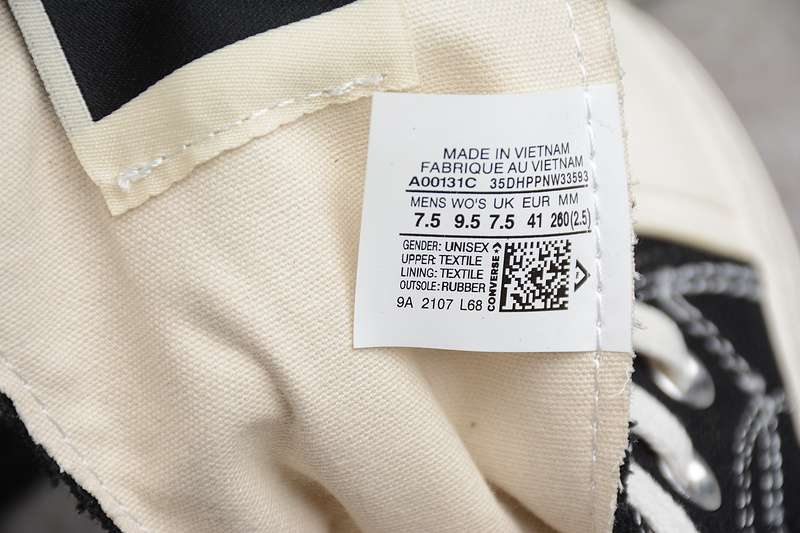 MADE IN VIETNAM
FABRIQUE AU VIETNAM
A00131C 35DHPPNW33593
MENS WO'S UK EUR MM
7.5 9.5 7.5 41 260(2.5)
GENDER: UNISEX
UPPER: TEXTILE
LINING: TEXTILE
OUTSOLE: RUBBER
CONVERSE
9A 2107 L68